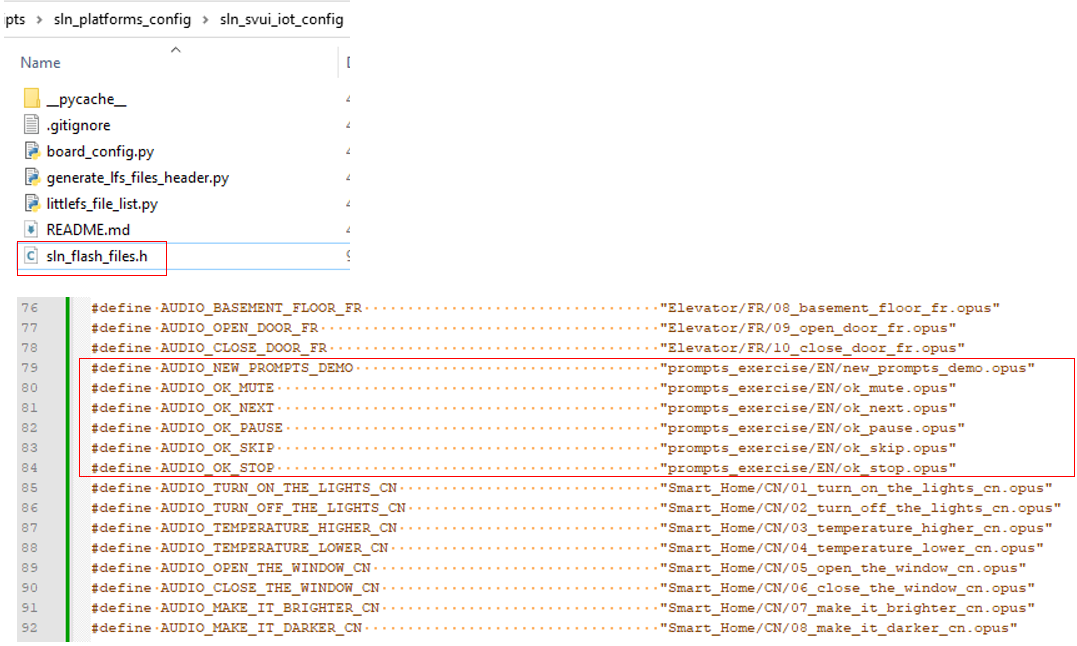 ipts > sln_platforms_config > sln_svui_iot_config
Name
__pycache__
.gitignore
board_config.py
generate_lfs_files_header.py
littlefs_file_list.py
README.md
sln_flash_files.h
76 #define AUDIO_BASEMENT_FLOOR_FR "Elevator/FR/08_basement_floor_fr.opus"
77 #define AUDIO_OPEN_DOOR_FR "Elevator/FR/09_open_door_fr.opus"
78 #define AUDIO_CLOSE_DOOR_FR "Elevator/FR/10_close_door_fr.opus"
79 #define AUDIO_NEW_PROMPTS_DEMO "prompts_exercise/EN/new_prompts_demo.opus"
80 #define AUDIO_OK_MUTE "prompts_exercise/EN/ok_mute.opus"
81 #define AUDIO_OK_NEXT "prompts_exercise/EN/ok_next.opus"
82 #define AUDIO_OK_PAUSE "prompts_exercise/EN/ok_pause.opus"
83 #define AUDIO_OK_SKIP "prompts_exercise/EN/ok_skip.opus"
84 #define AUDIO_OK_STOP "prompts_exercise/EN/ok_stop.opus"
85 #define AUDIO_TURN_ON_THE_LIGHTS_CN "Smart_Home/CN/01_turn_on_the_lights_cn.opus"
86 #define AUDIO_TURN_OFF_THE_LIGHTS_CN "Smart_Home/CN/02_turn_off_the_lights_cn.opus"
87 #define AUDIO_TEMPERATURE_HIGHER_CN "Smart_Home/CN/03_temperature_higher_cn.opus"
88 #define AUDIO_TEMPERATURE_LOWER_CN "Smart_Home/CN/04_temperature_lower_cn.opus"
89 #define AUDIO_OPEN_THE_WINDOW_CN "Smart_Home/CN/05_open_the_window_cn.opus"
90 #define AUDIO_CLOSE_THE_WINDOW_CN "Smart_Home/CN/06_close_the_window_cn.opus"
91 #define AUDIO_MAKE_IT_BRIGHTER_CN "Smart_Home/CN/07_make_it_brighter_cn.opus"
92 #define AUDIO_MAKE_IT_DARKER_CN "Smart_Home/CN/08_make_it_darker_cn.opus"